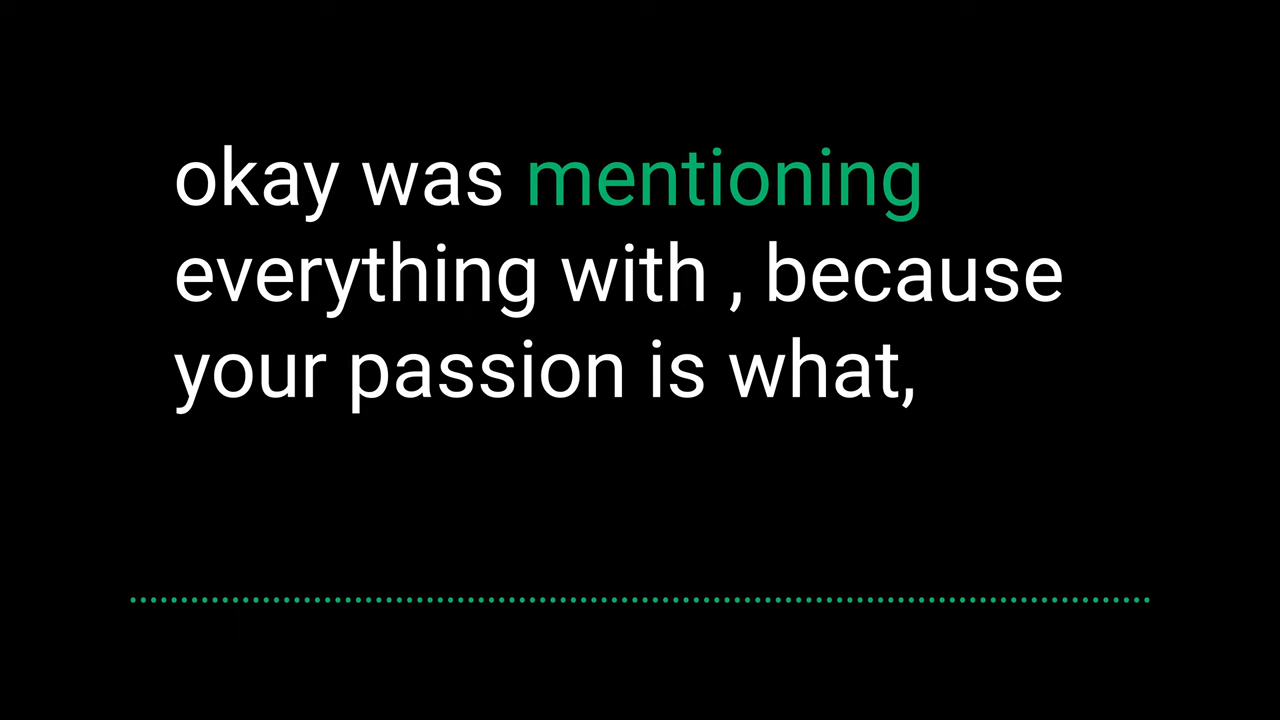 okay was mentioning
everything with , because
your passion is what,